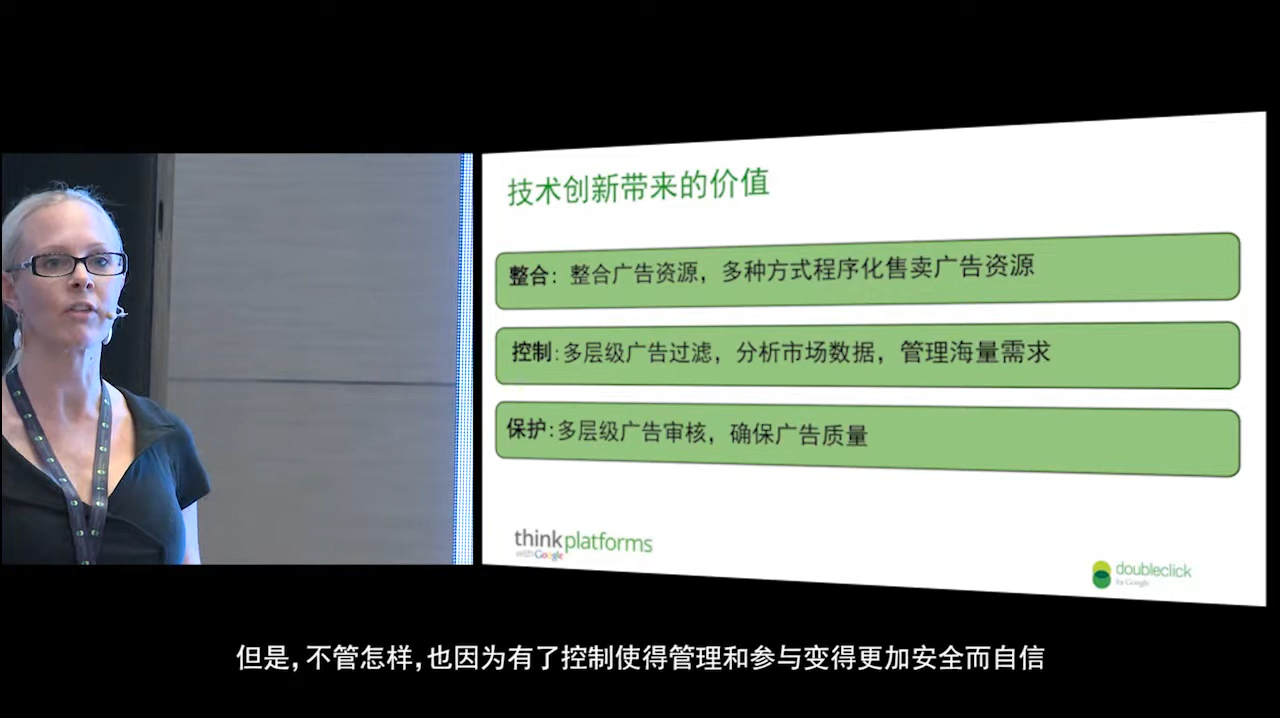 技术创新带来的价值
整合：整合广告资源，多种方式程序化售卖广告资源
控制:多层级广告过滤，分析市场数据，管理海量需求
保护:多层级广告审核，确保广告质量
thinkplatforms
with Google
doubleclick
by Google
但是, 不管怎样, 也因为有了控制使得管理和参与变得更加安全而自信